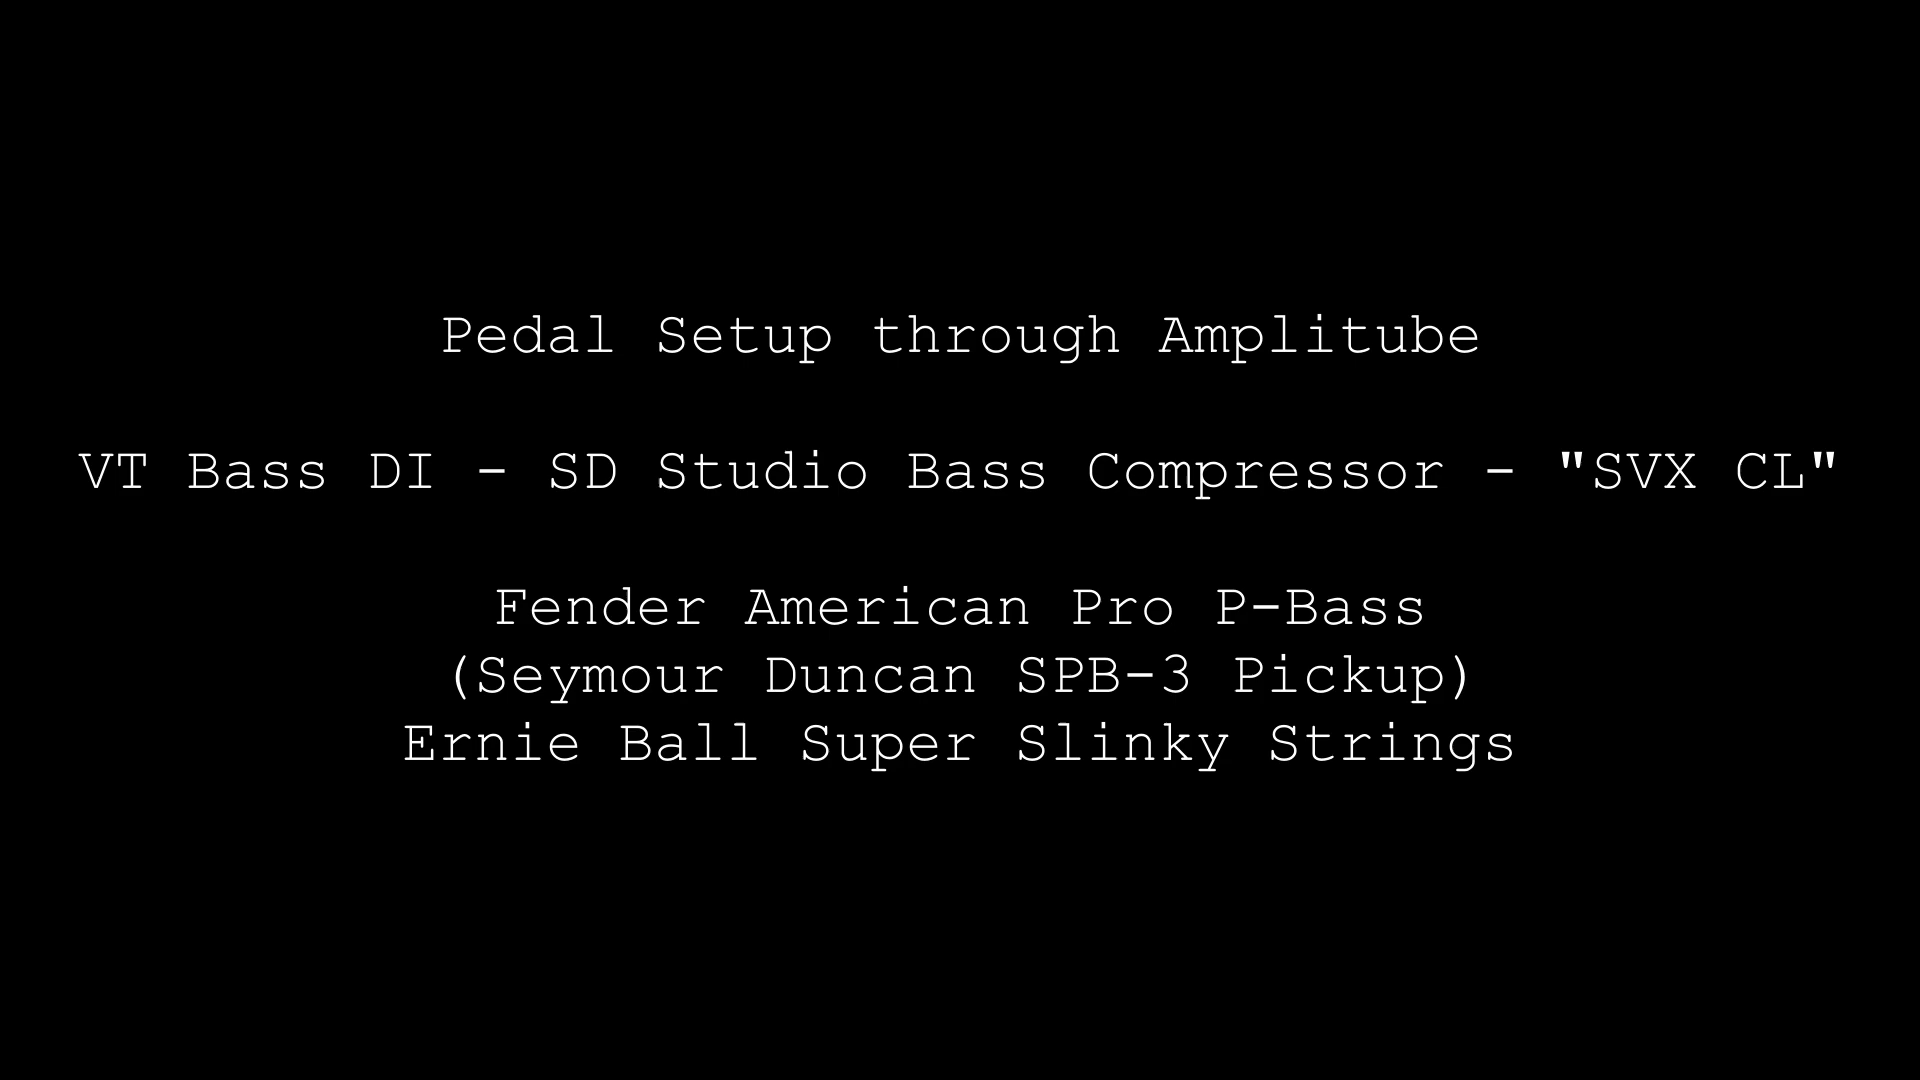 Pedal Setup through Amplitube
VT Bass DI - SD Studio Bass Compressor - "SVX CL"
Fender American Pro P-Bass
(Seymour Duncan SPB-3 Pickup)
Ernie Ball Super Slinky Strings